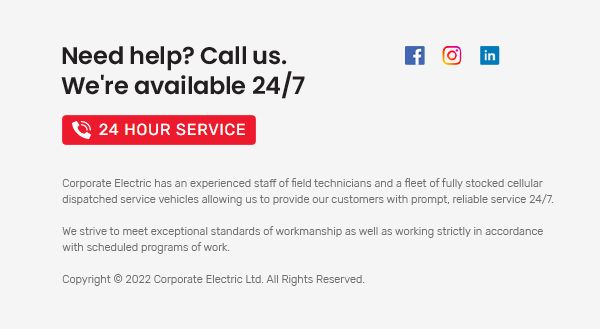 Need help? Call us.
We're available 24/7
24 HOUR SERVICE
Corporate Electric has an experienced staff of field technicians and a fleet of fully stocked cellular
dispatched service vehicles allowing us to provide our customers with prompt, reliable service 24/7.
We strive to meet exceptional standards of workmanship as well as working strictly in accordance
with scheduled programs of work.
Copyright © 2022 Corporate Electric Ltd. All Rights Reserved.